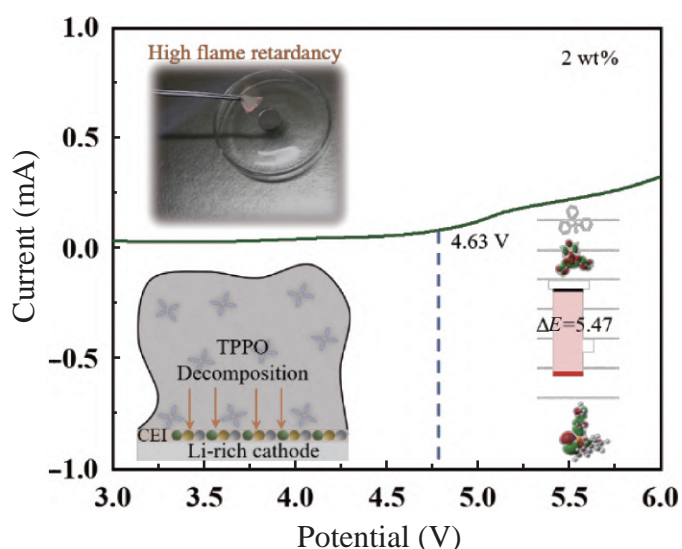 1.0
High flame retardancy
2 wt%
0.5
Current (mA)
0.0
4.63 V
TPPO
Decomposition
ΔE=5.47
-0.5
CEI
Li-rich cathode
-1.0
3.0 3.5 4.0 4.5 5.0 5.5 6.0
Potential (V)